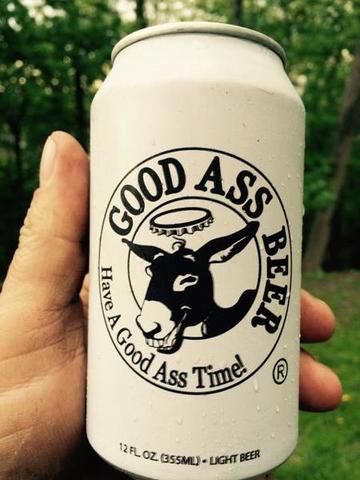 GOOD ASS BEER
Have A Good Ass Time!
®
12 FL. OZ. (355ML) • LIGHT BEER